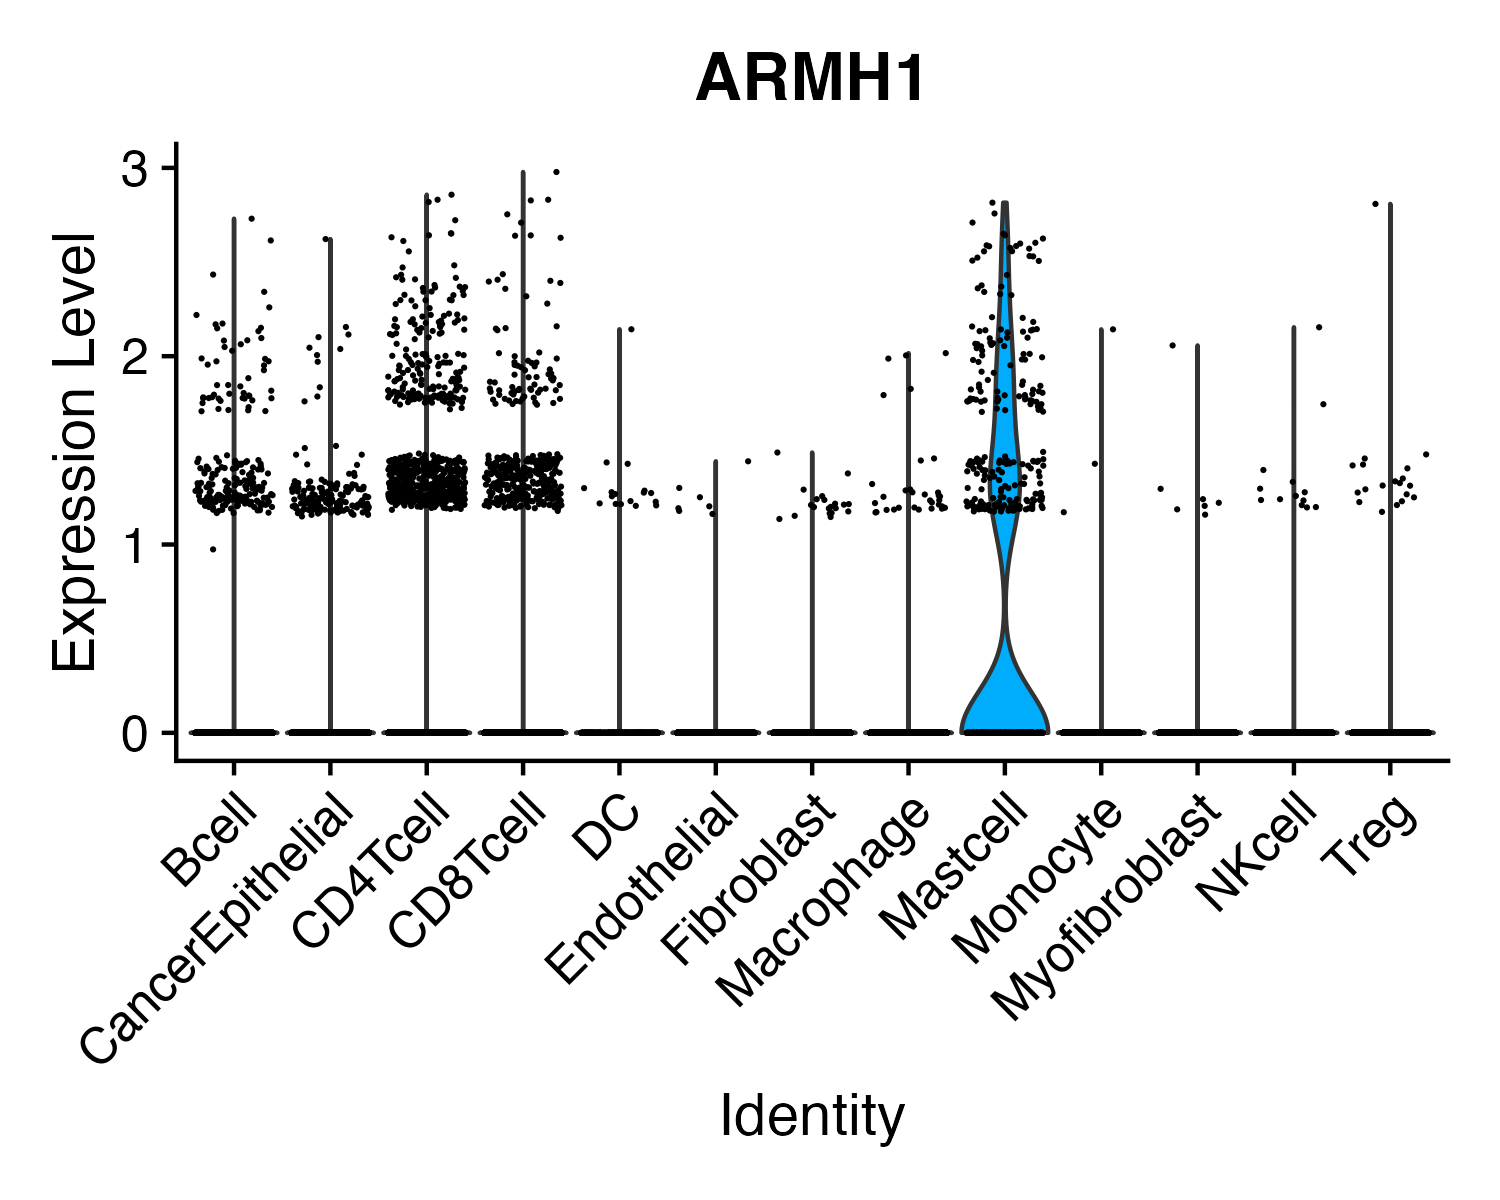 ARMH1
Expression Level
3
2
1
0
Bcell
CancerEpithelial
CD4Tcell
CD8Tcell
DC
Endothelial
Fibroblast
Macrophage
Mastcell
Monocyte
Myofibroblast
NKcell
Treg
Identity